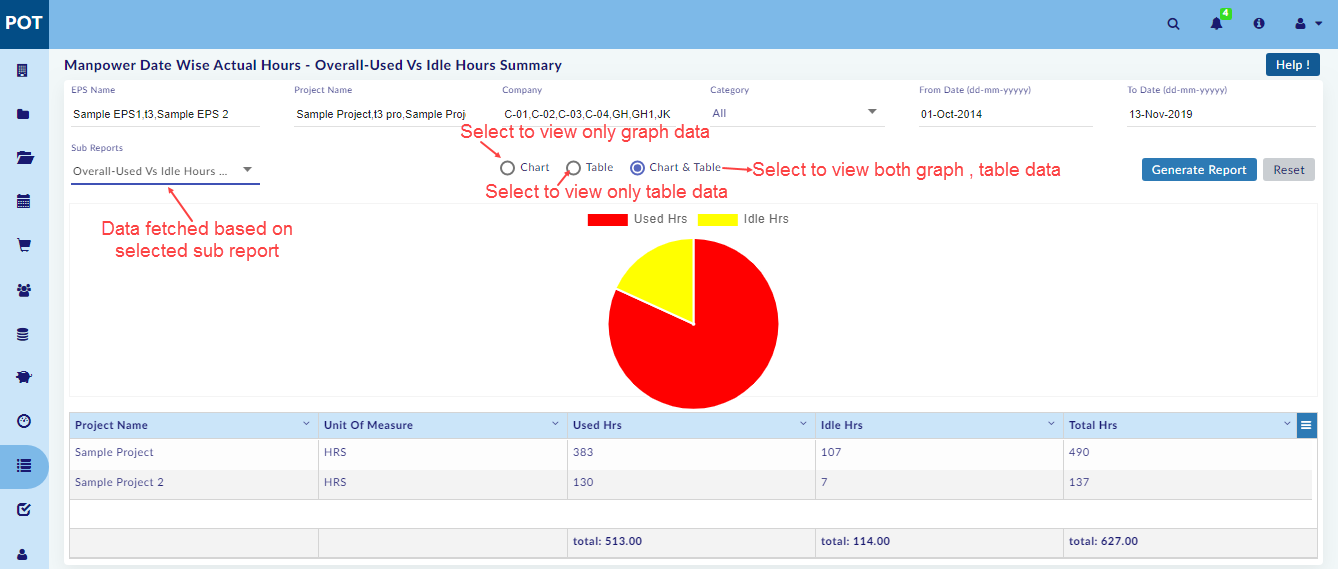 POT
4
Manpower Date Wise Actual Hours - Overall-Used Vs Idle Hours Summary
Help !
EPS Name
Project Name
Company
Category
From Date (dd-mm-yyyyy)
To Date (dd-mm-yyyyy)
Sample EPS1,t3,Sample EPS 2
Sample Project,t3 pro,Sample Proj
C-01,C-02,C-03,C-04,GH,GH1,JK
All
01-Oct-2014
13-Nov-2019
Select to view only graph data
Sub Reports
Overall-Used Vs Idle Hours ...
Chart
Table
Chart & Table
Select to view both graph , table data
Generate Report
Reset
Select to view only table data
Data fetched based on
selected sub report
Used Hrs
Idle Hrs
Project Name
Unit Of Measure
Used Hrs
Idle Hrs
Total Hrs
Sample Project
HRS
383
107
490
Sample Project 2
HRS
130
7
137
total: 513.00
total: 114.00
total: 627.00